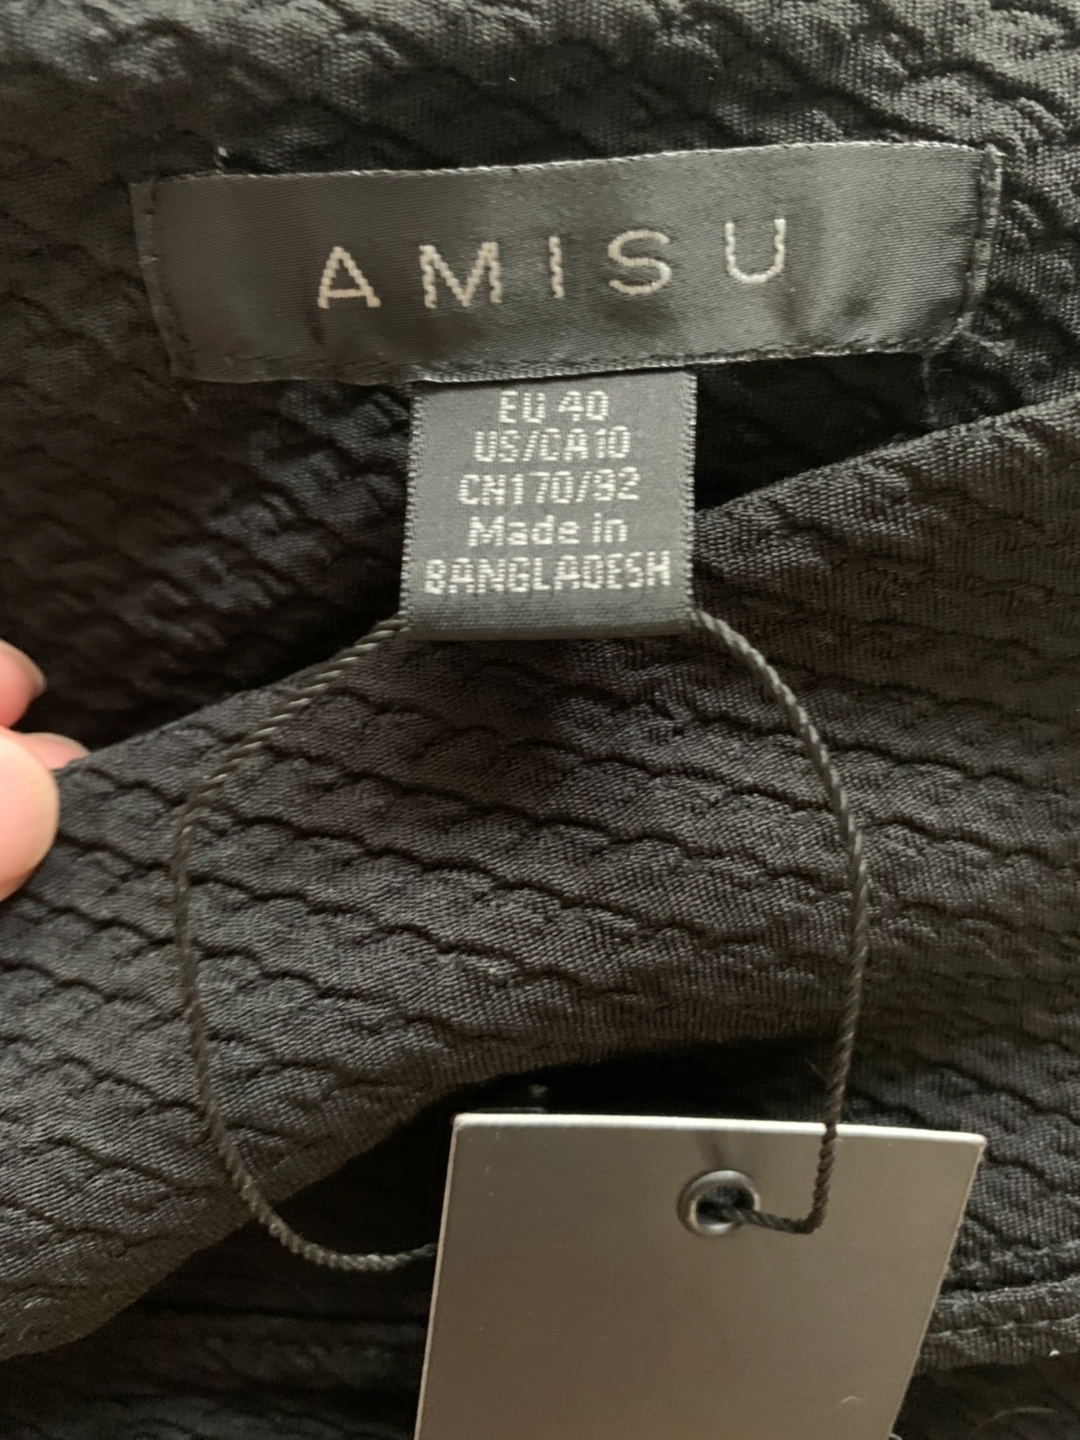 AMISU
EU 40
US/CA10
CN170/92
Made in
BANGLADESH